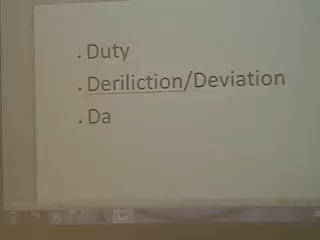 . Duty
. Deriliction/Deviation
. Da